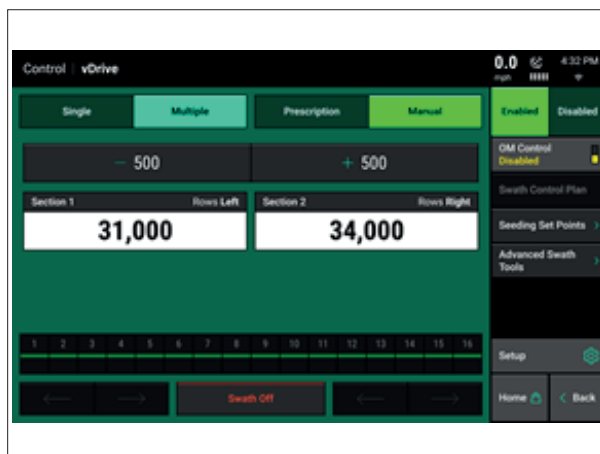 Control | vDrive
0.0 mph
4:32 PM
Single Multiple Prescription Manual
Enabled Disabled
− 500 + 500
OM Control
Disabled
Swath Control Plan
Section 1 Rows Left Section 2 Rows Right
31,000 34,000
Seeding Set Points >
Advanced Swath
Tools >
1 2 3 4 5 6 7 8 9 10 11 12 13 14 15 16
Setup
← → Swath Off ← →
Home < Back